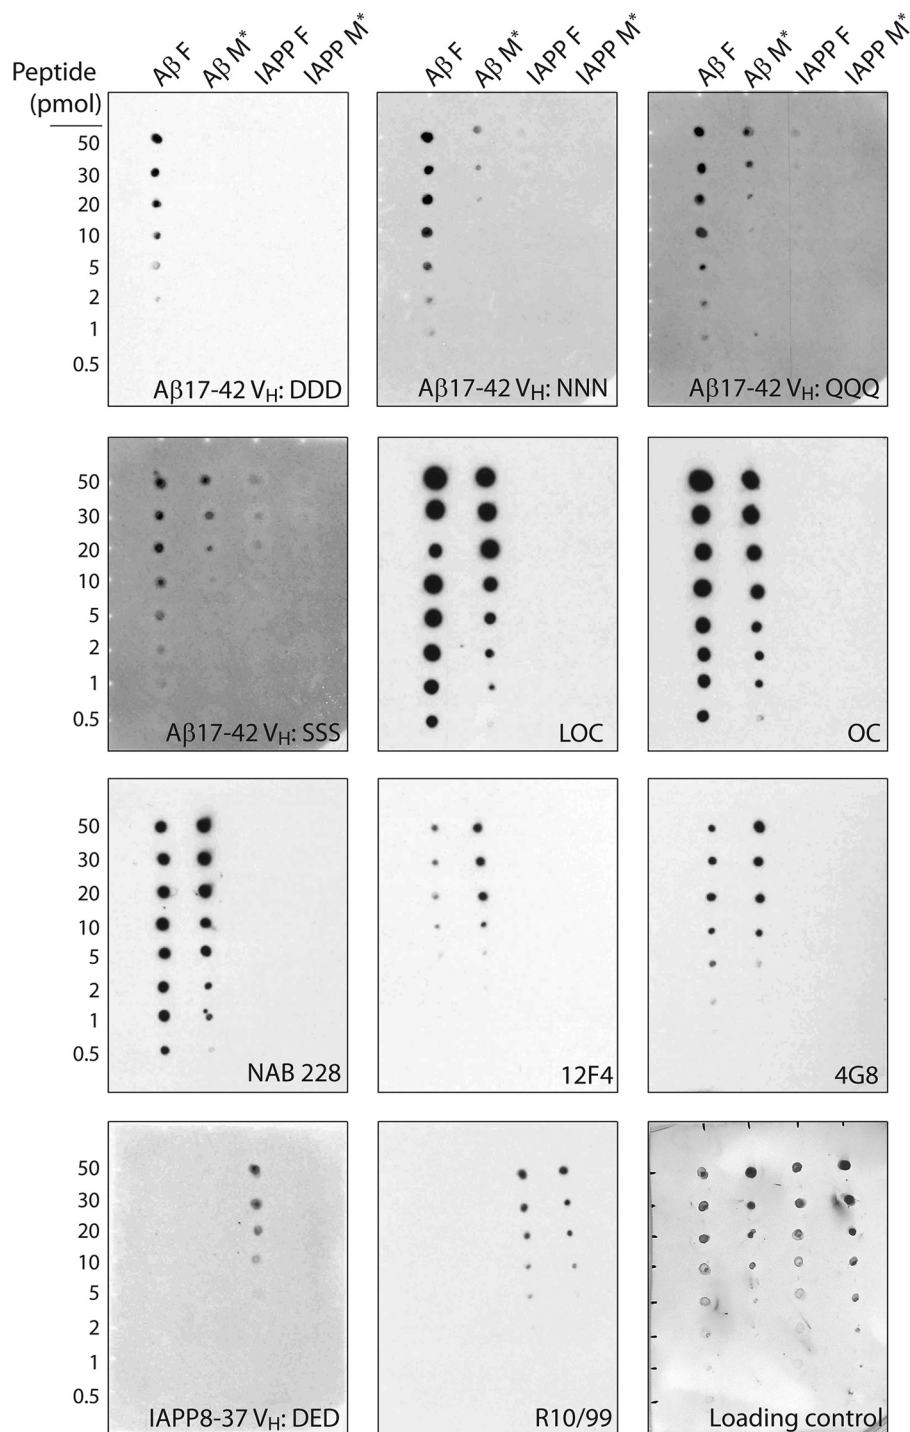 Peptide
(pmol)
Aβ F
Aβ M*
IAPP F
IAPP M*
Aβ F
Aβ M*
IAPP F
IAPP M*
Aβ F
Aβ M*
IAPP F
IAPP M*
50
30
20
10
5
2
1
0.5
Aβ17-42 VH: DDD
Aβ17-42 VH: NNN
Aβ17-42 VH: QQQ
50
30
20
10
5
2
1
0.5
Aβ17-42 VH: SSS
LOC
OC
50
30
20
10
5
2
1
0.5
NAB 228
12F4
4G8
50
30
20
10
5
2
1
0.5
IAPP8-37 VH: DED
R10/99
Loading control